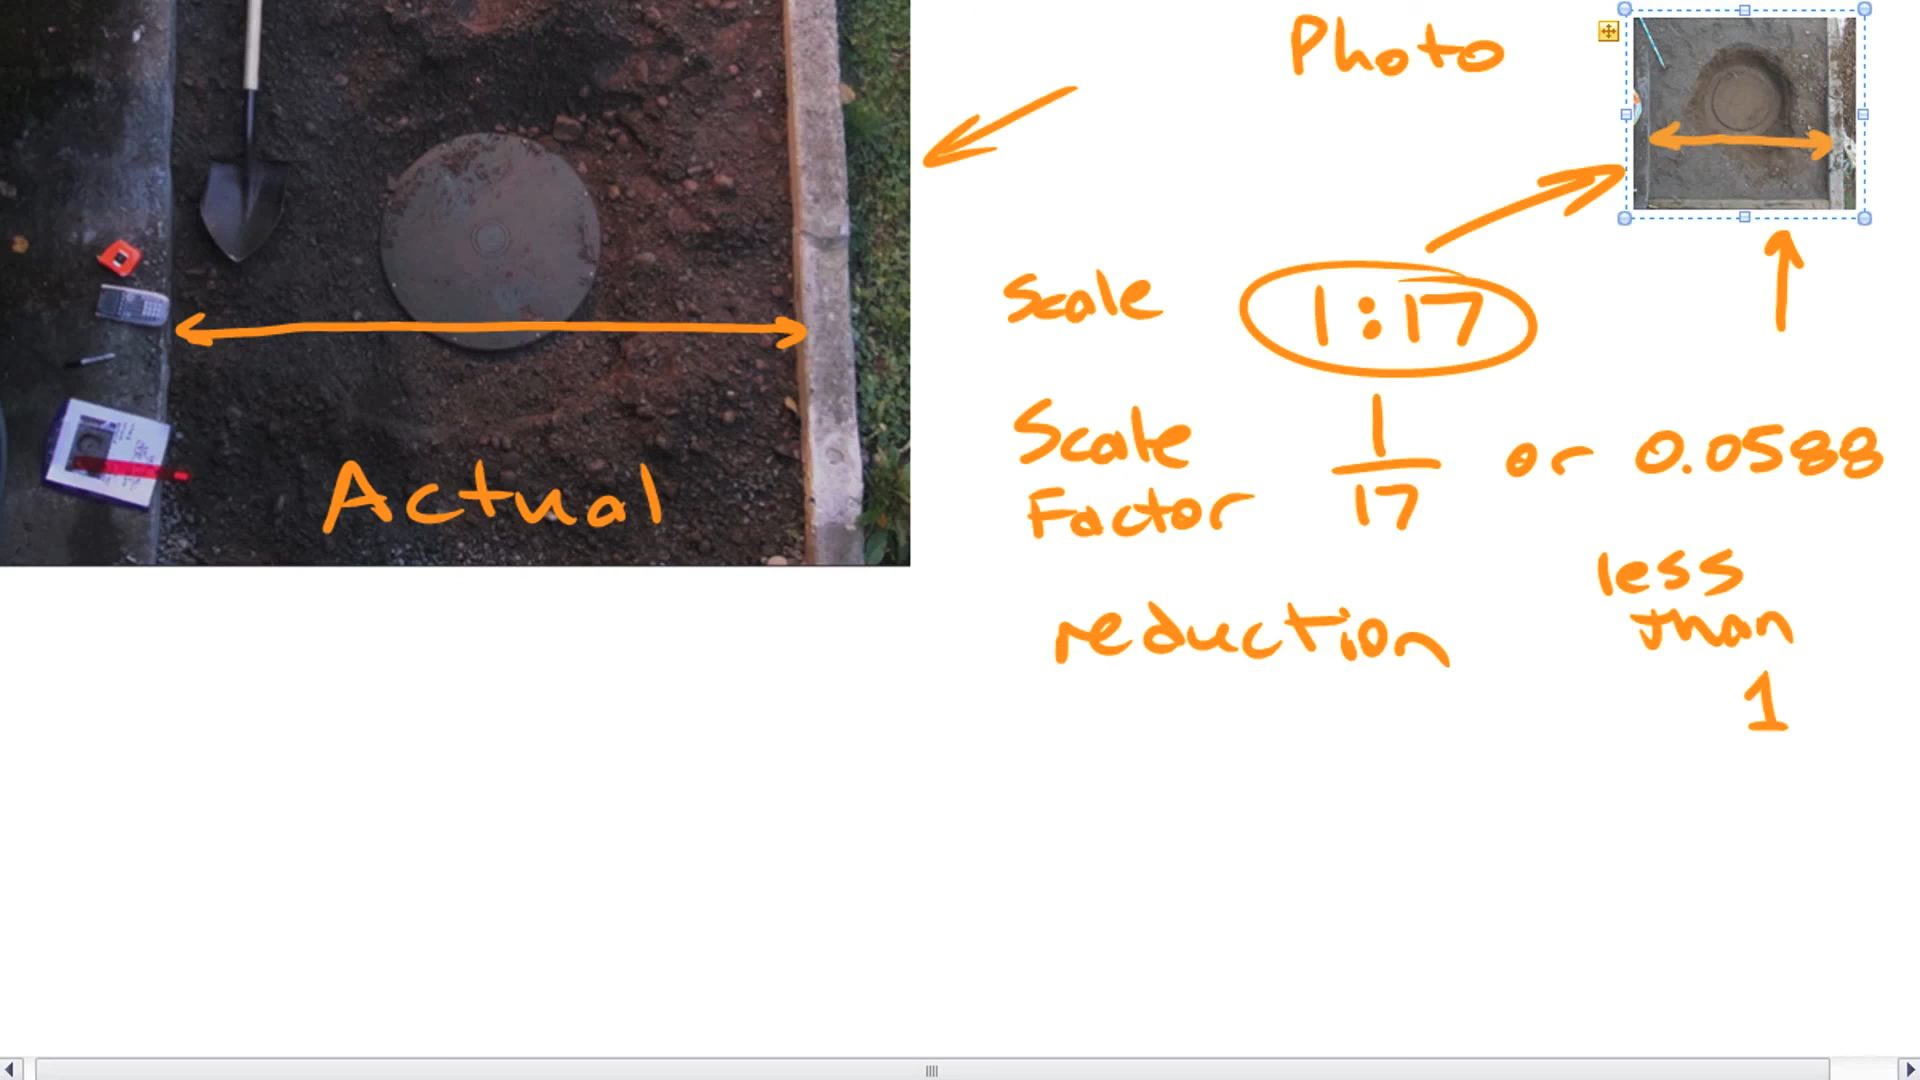 Photo
Scale 1:17
Scale
Factor
1
17
or 0.0588
reduction
less
than
1
Actual